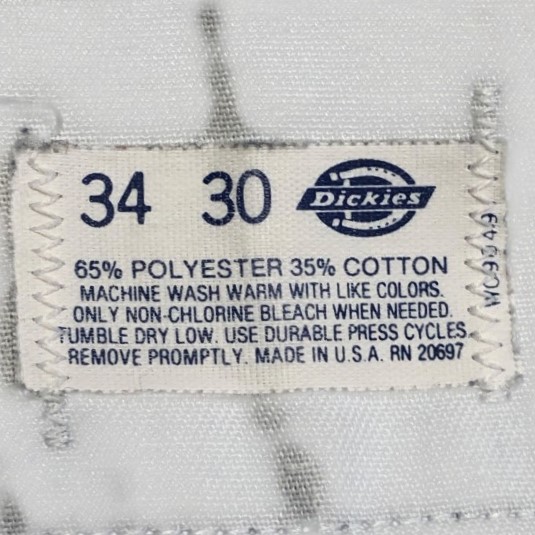 34 30 Dickies
65% POLYESTER 35% COTTON
MACHINE WASH WARM WITH LIKE COLORS.
ONLY NON-CHLORINE BLEACH WHEN NEEDED.
TUMBLE DRY LOW. USE DURABLE PRESS CYCLES.
REMOVE PROMPTLY. MADE IN U.S.A. RN 20697